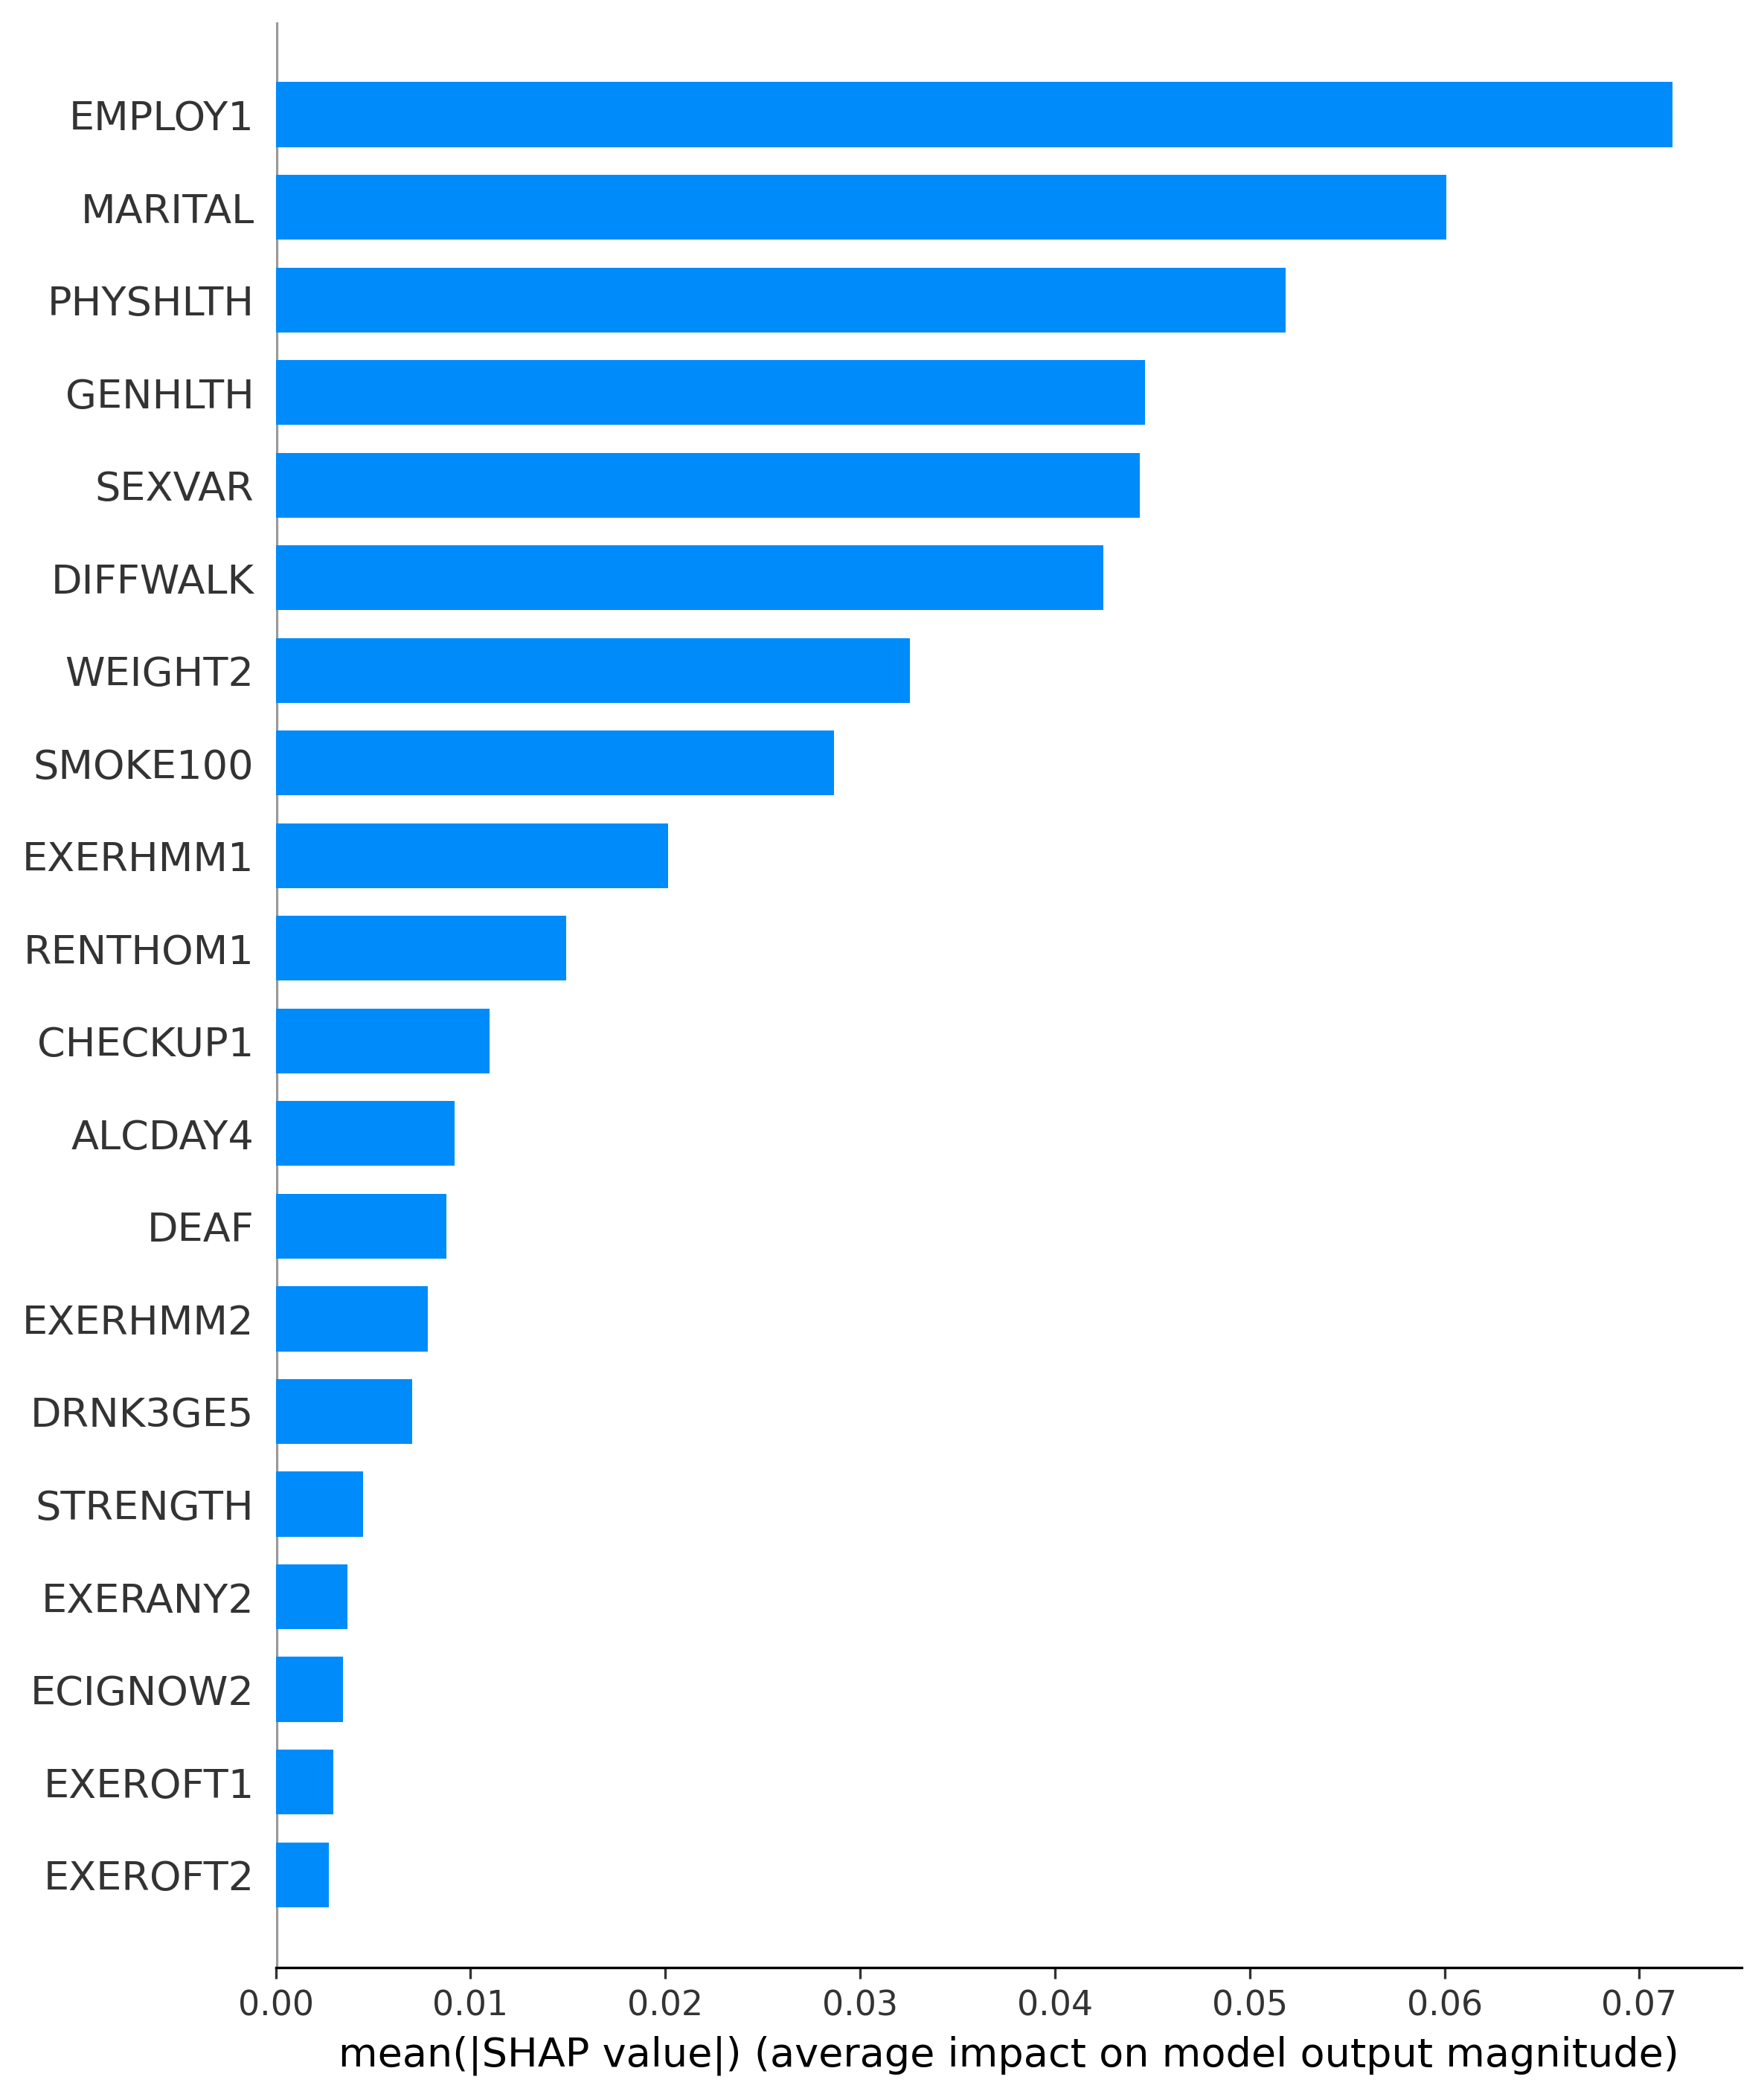 EMPLOY1
MARITAL
PHYSHLTH
GENHLTH
SEXVAR
DIFFWALK
WEIGHT2
SMOKE100
EXERHMM1
RENTHOM1
CHECKUP1
ALCDAY4
DEAF
EXERHMM2
DRNK3GE5
STRENGTH
EXERANY2
ECIGNOW2
EXEROFT1
EXEROFT2
0.00 0.01 0.02 0.03 0.04 0.05 0.06 0.07
mean(|SHAP value|) (average impact on model output magnitude)